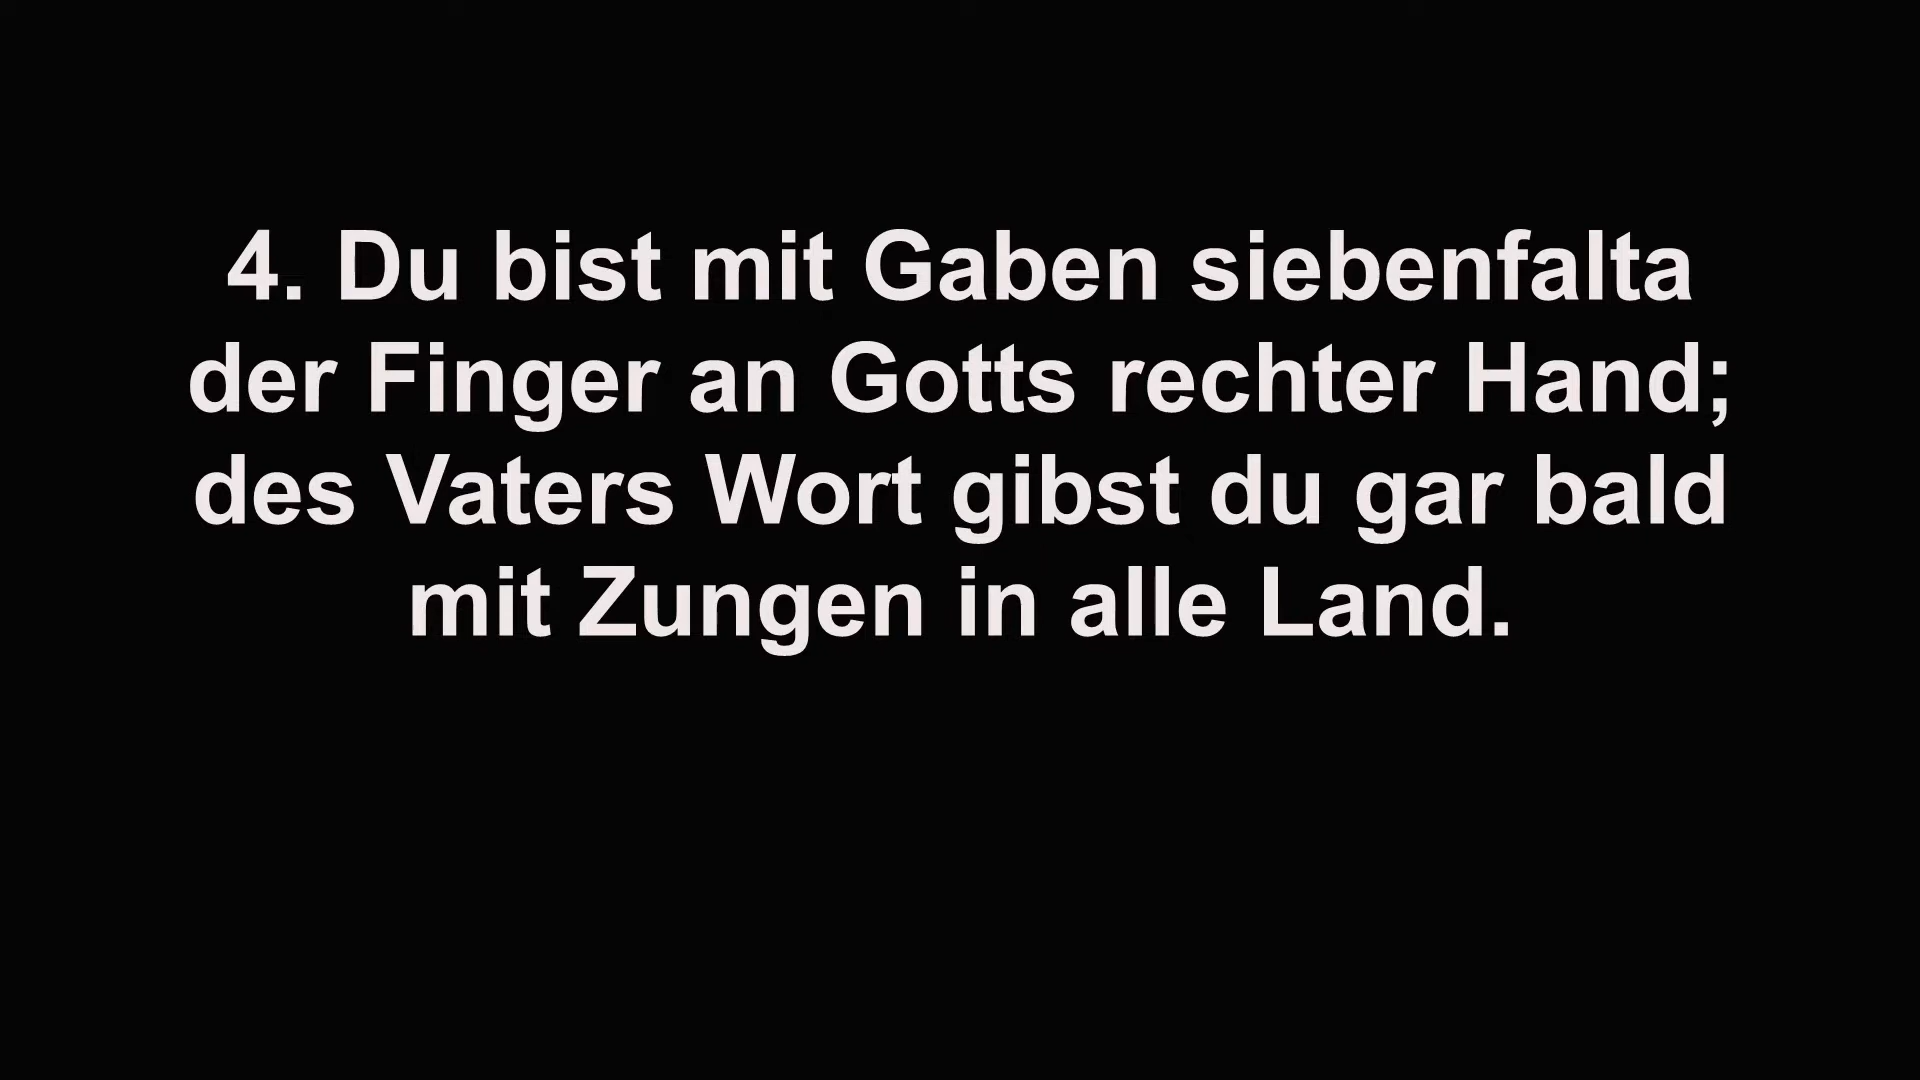 4. Du bist mit Gaben siebenfalta
der Finger an Gotts rechter Hand;
des Vaters Wort gibst du gar bald
mit Zungen in alle Land.